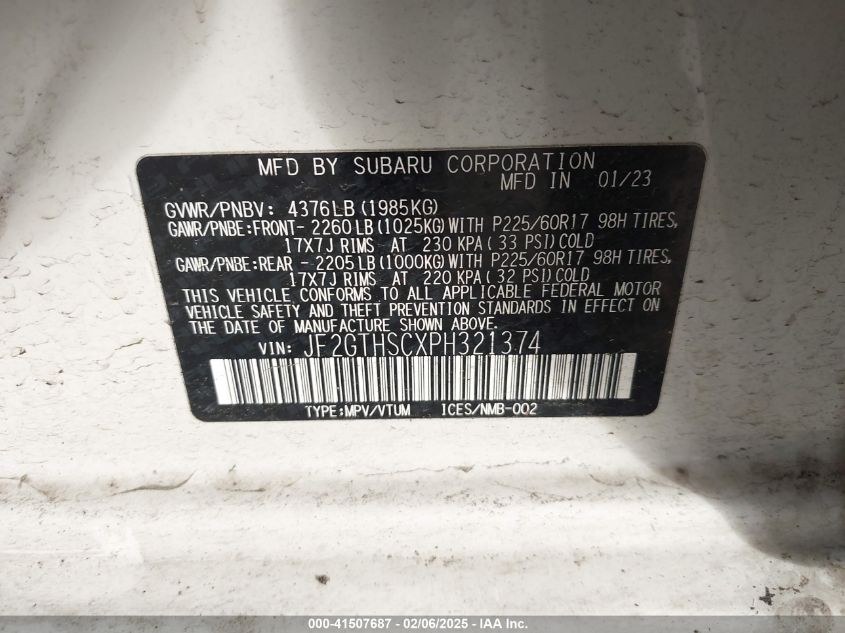 MFD BY SUBARU CORPORATION
MFD IN 01/23
GVWR/PNBV: 4376LB (1985KG)
GAWR/PNBE:FRONT- 2260 LB (1025KG) WITH P225/60R17 98H TIRES,
17X7J RIMS AT 230 KPA ( 33 PSI) COLD
GAWR/PNBE:REAR - 2205 LB (1000KG) WITH P225/60R17 98H TIRES,
17X7J RIMS AT 220 KPA ( 32 PSI) COLD
THIS VEHICLE CONFORMS TO ALL APPLICABLE FEDERAL MOTOR
VEHICLE SAFETY AND THEFT PREVENTION STANDARDS IN EFFECT ON
THE DATE OF MANUFACTURE SHOWN ABOVE.
VIN: JF2GTHSCXPH321374
TYPE:MPV/VTUM ICES/NMB-002
000-41507687 - 02/06/2025 - IAA Inc.